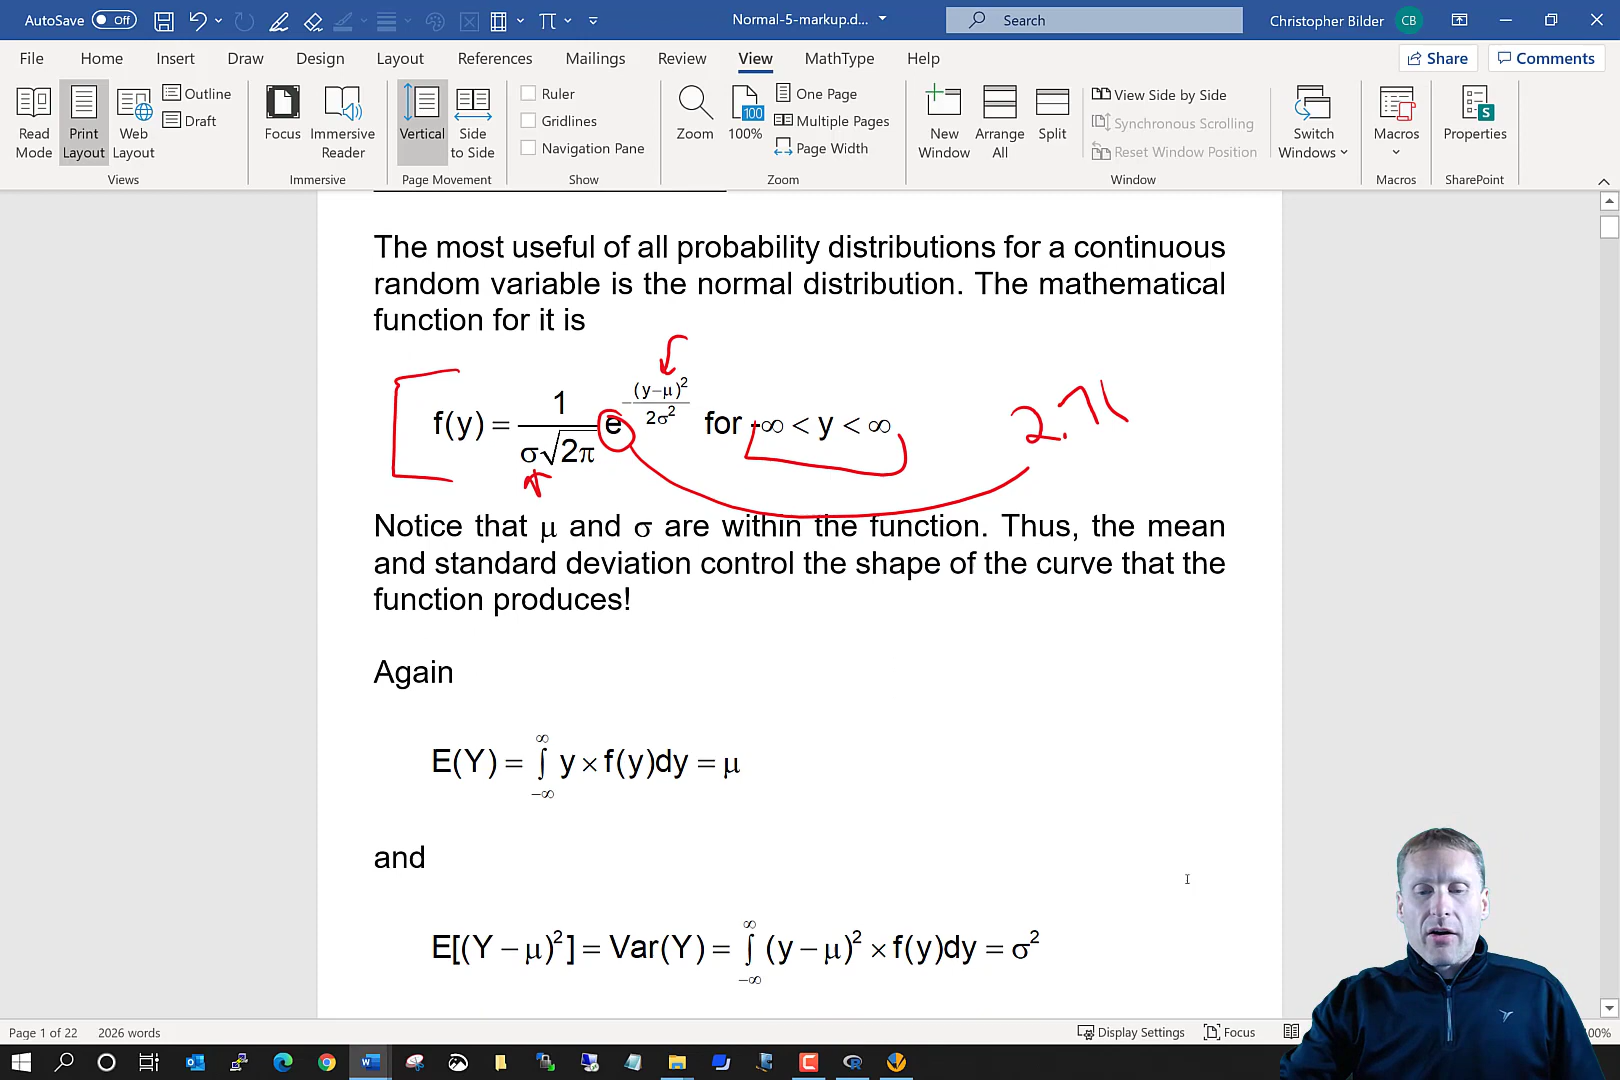 AutoSave Off Normal-5-markup.d... Search Christopher Bilder CB
File Home Insert Draw Design Layout References Mailings Review View MathType Help Share Comments
Read Mode Print Layout Web Layout Outline Draft Focus Immersive Reader Vertical Side to Side Ruler Gridlines Navigation Pane Zoom 100 100% One Page Multiple Pages Page Width New Window Arrange All Split View Side by Side Synchronous Scrolling Reset Window Position Switch Windows Macros Properties
Views Immersive Page Movement Show Zoom Window Macros SharePoint
The most useful of all probability distributions for a continuous
random variable is the normal distribution. The mathematical
function for it is
f(y) = 1/(σ√2π) e^(−(y−μ)²/2σ²) for -∞ < y < ∞ 2.71
Notice that μ and σ are within the function. Thus, the mean
and standard deviation control the shape of the curve that the
function produces!
Again
E(Y) = ∫_{−∞}^{∞} y × f(y)dy = μ
and
E[(Y − μ)²] = Var(Y) = ∫_{−∞}^{∞} (y − μ)² × f(y)dy = σ²
Page 1 of 22 2026 words Display Settings Focus